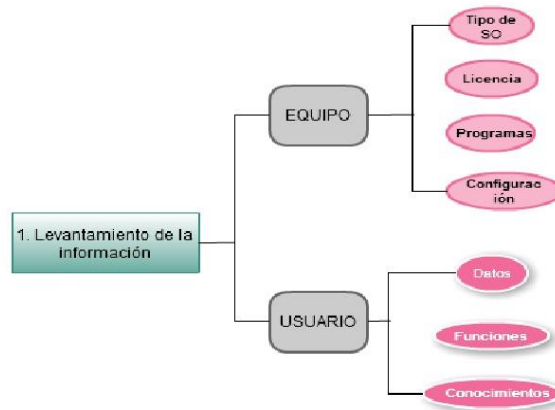 Tipo de
SO
Licencia
EQUIPO
Programas
Configurac
ión
1. Levantamiento de la
información
Datos
USUARIO
Funciones
Conocimientos